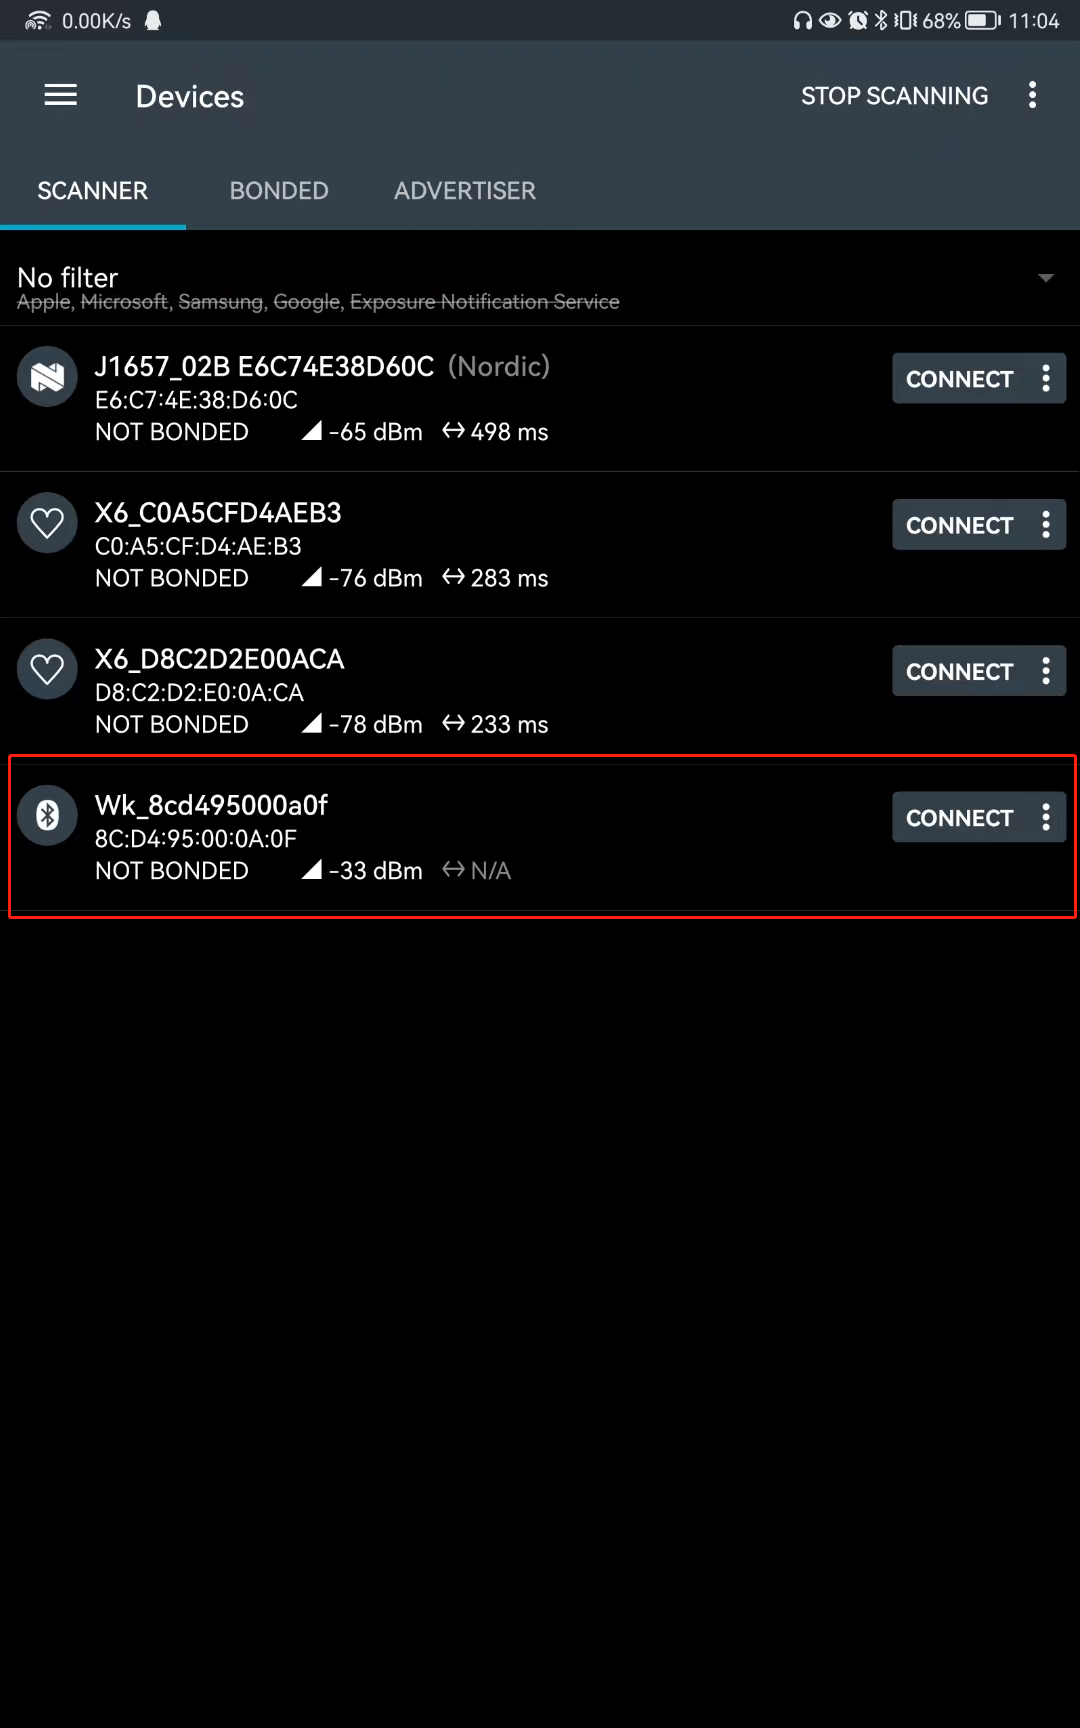 0.00K/s 68% 11:04
Devices STOP SCANNING
SCANNER BONDED ADVERTISER
No filter
Apple, Microsoft, Samsung, Google, Exposure Notification Service
J1657_02B E6C74E38D60C (Nordic)
CONNECT
E6:C7:4E:38:D6:0C
NOT BONDED -65 dBm 498 ms
X6_C0A5CFD4AEB3
CONNECT
C0:A5:CF:D4:AE:B3
NOT BONDED -76 dBm 283 ms
X6_D8C2D2E00ACA
CONNECT
D8:C2:D2:E0:0A:CA
NOT BONDED -78 dBm 233 ms
Wk_8cd495000a0f
CONNECT
8C:D4:95:00:0A:0F
NOT BONDED -33 dBm N/A